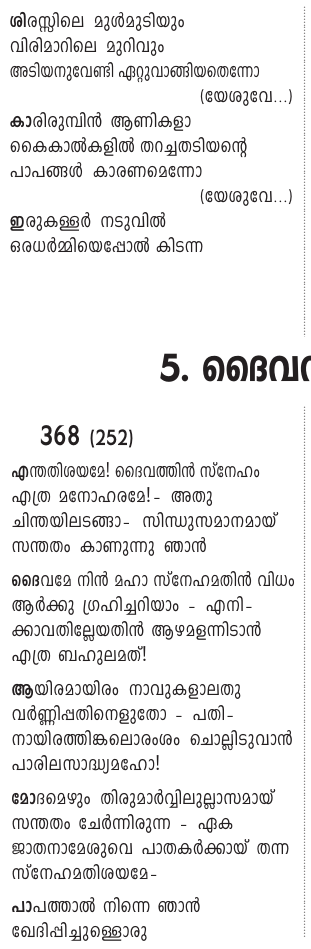 ശിരസ്സിലെ മുൾമുടിയും
വിരിമാറിലെ മുറിവും
അടിയനുവേണ്ടി ഏറ്റുവാങ്ങിയതെന്നോ
(യേശുവേ...)
കാരിരുമ്പിൻ ആണികളാ
കൈകാൽകളിൽ തറച്ചതടിയന്റെ
പാപങ്ങൾ കാരണമെന്നോ
(യേശുവേ...)
ഇരുകള്ളർ നടുവിൽ
ഒരധർമ്മിയെപ്പോൽ കിടന്ന
5. ദൈവ
368 (252)
എന്തതിശയമേ! ദൈവത്തിൻ സ്നേഹം
എത്ര മനോഹരമേ!- അതു
ചിന്തയിലടങ്ങാ- സിന്ധുസമാനമായ്
സന്തതം കാണുന്നു ഞാൻ
ദൈവമേ നിൻ മഹാ സ്നേഹമതിൻ വിധം
ആർക്കു ഗ്രഹിച്ചറിയാം - എനി-
ക്കാവതില്ലേയതിൻ ആഴമളന്നിടാൻ
എത്ര ബഹുലമത്!
ആയിരമായിരം നാവുകളാലതു
വർണ്ണിപ്പതിനെളുതോ - പതി-
നായിരത്തിങ്കലൊരംശം ചൊല്ലിടുവാൻ
പാരിലസാദ്ധ്യമഹോ!
മോദമെഴും തിരുമാർവ്വിലുല്ലാസമായ്
സന്തതം ചേർന്നിരുന്ന - ഏക
ജാതനാമേശുവെ പാതകർക്കായ് തന്ന
സ്നേഹമതിശയമേ-
പാപത്താൽ നിന്നെ ഞാൻ
ഖേദിപ്പിച്ചുള്ളൊരു